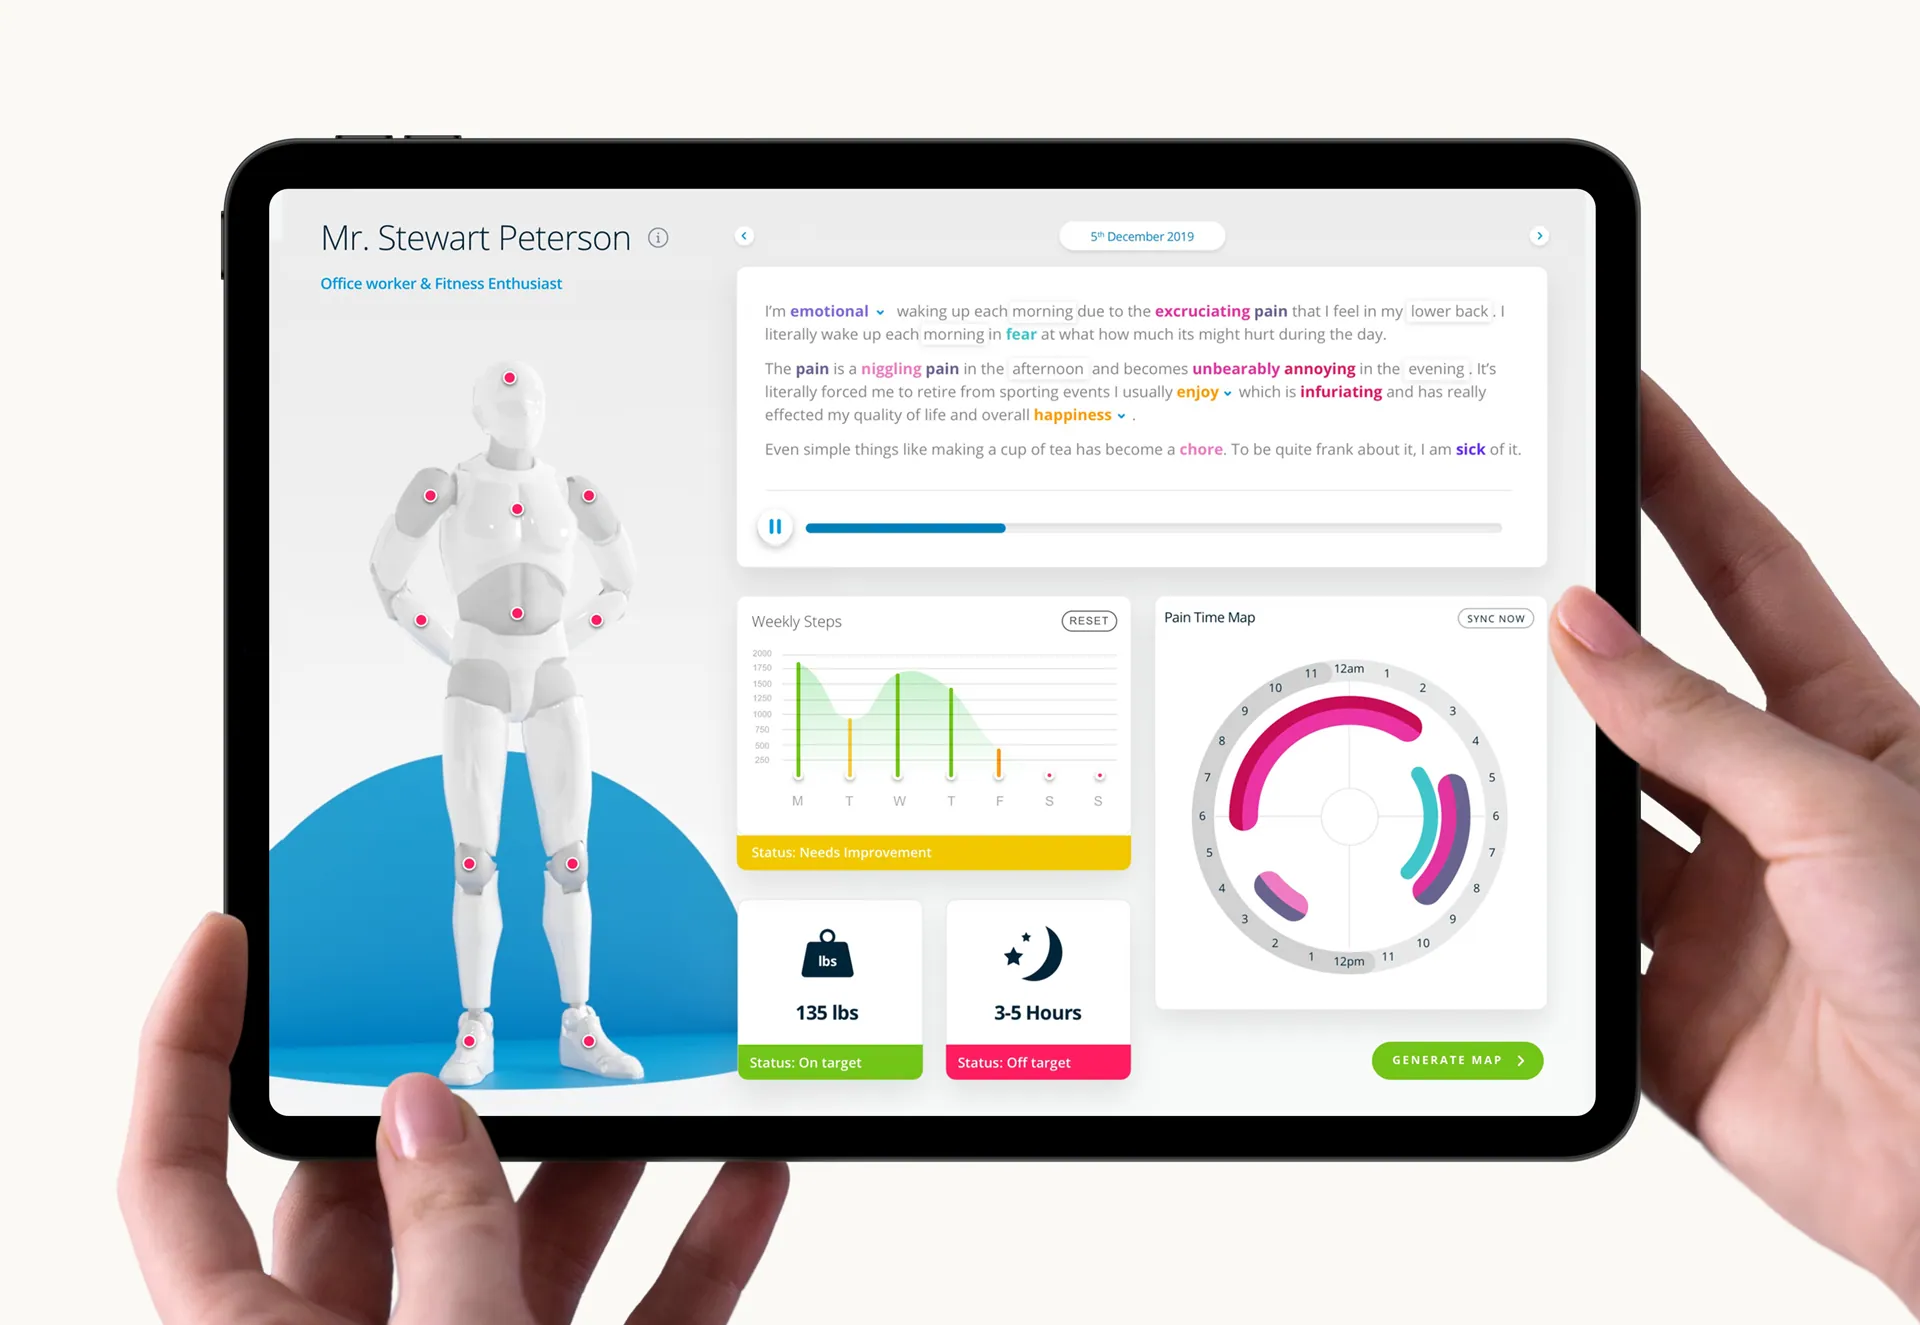 Mr. Stewart Peterson
Office worker & Fitness Enthusiast
5th December 2019
I'm emotional waking up each morning due to the excruciating pain that I feel in my lower back. I
literally wake up each morning in fear at what how much its might hurt during the day.
The pain is a niggling pain in the afternoon and becomes unbearably annoying in the evening. It's
literally forced me to retire from sporting events I usually enjoy which is infuriating and has really
effected my quality of life and overall happiness.
Even simple things like making a cup of tea has become a chore. To be quite frank about it, I am sick of it.
Weekly Steps
RESET
2000
1750
1500
1250
1000
750
500
250
M T W T F S S
Status: Needs Improvement
lbs
135 lbs
Status: On target
3-5 Hours
Status: Off target
Pain Time Map
SYNC NOW
12am
1
2
3
4
5
6
7
8
9
10
11
12pm
1
2
3
4
5
6
7
8
9
10
11
GENERATE MAP